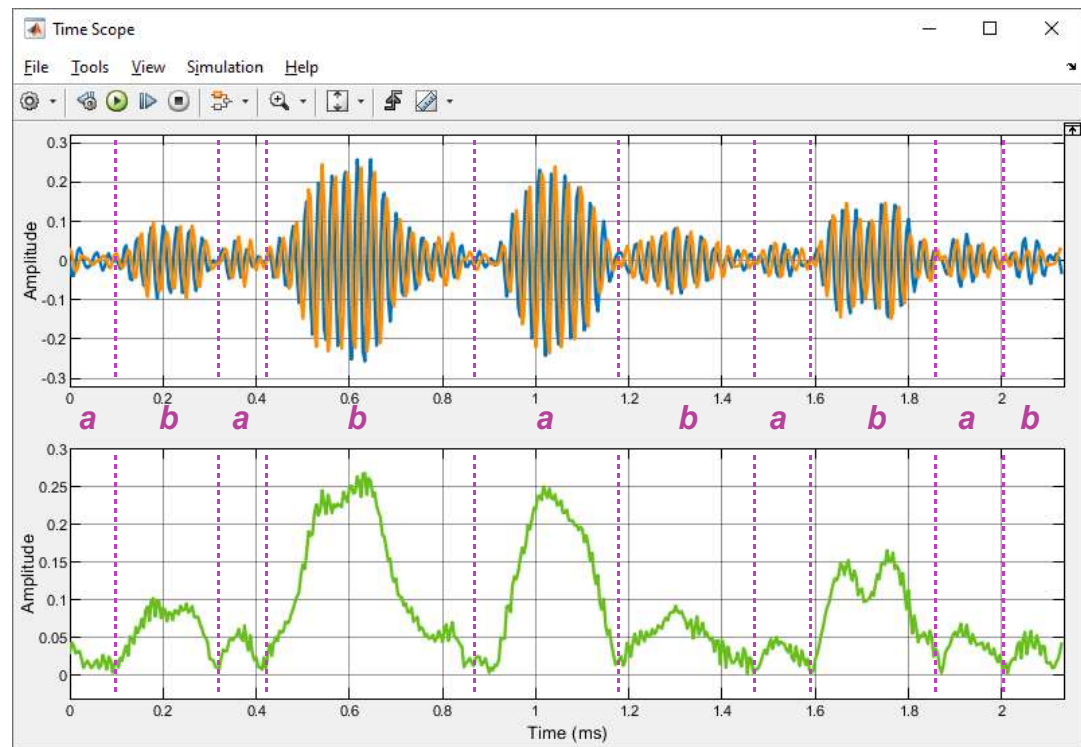 Time Scope
File Tools View Simulation Help
0.3
0.2
0.1
0
-0.1
-0.2
-0.3
Amplitude
0 0.2 0.4 0.6 0.8 1 1.2 1.4 1.6 1.8 2
a b a b a b a b a b
0.3
0.25
0.2
0.15
0.1
0.05
0
Amplitude
0 0.2 0.4 0.6 0.8 1 1.2 1.4 1.6 1.8 2
Time (ms)